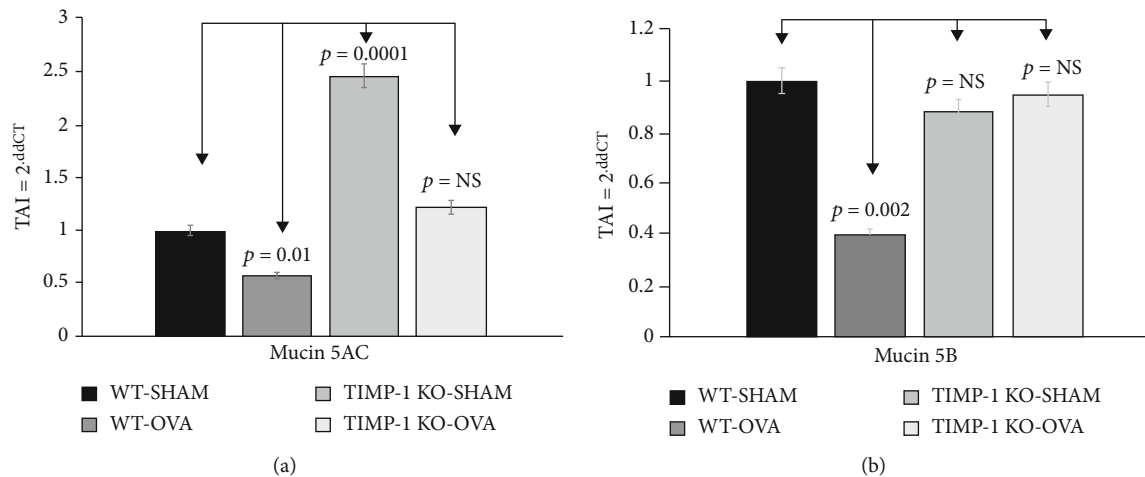 3
2.5
2
1.5
1
0.5
0
TAI = 2^.ddCT
p = 0.0001
p = NS
p = 0.01
Mucin 5AC
WT-SHAM
TIMP-1 KO-SHAM
WT-OVA
TIMP-1 KO-OVA
(a)
1.2
1
0.8
0.6
0.4
0.2
0
TAI = 2^.ddCT
p = NS
p = NS
p = 0.002
Mucin 5B
WT-SHAM
TIMP-1 KO-SHAM
WT-OVA
TIMP-1 KO-OVA
(b)